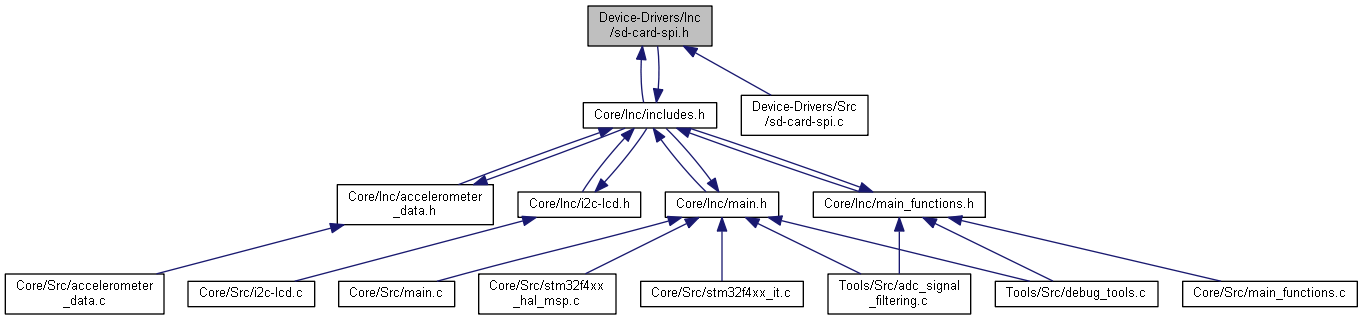 Device-Drivers/Inc
/sd-card-spi.h
Core/Inc/includes.h
Device-Drivers/Src
/sd-card-spi.c
Core/Inc/accelerometer
_data.h
Core/Inc/i2c-lcd.h
Core/Inc/main.h
Core/Inc/main_functions.h
Core/Src/accelerometer
_data.c
Core/Src/i2c-lcd.c
Core/Src/main.c
Core/Src/stm32f4xx
_hal_msp.c
Core/Src/stm32f4xx_it.c
Tools/Src/adc_signal
_filtering.c
Tools/Src/debug_tools.c
Core/Src/main_functions.c